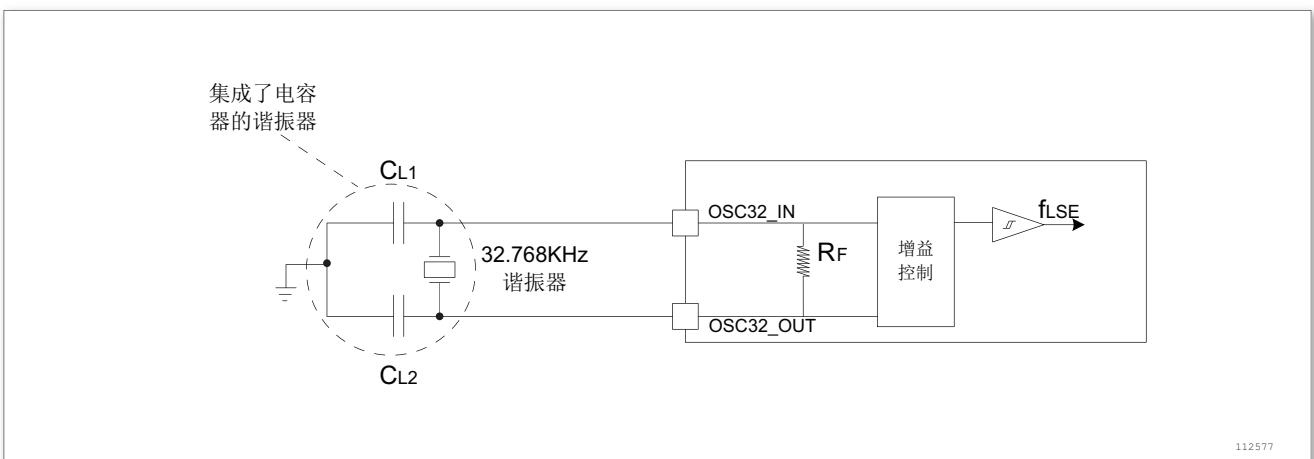 集成了电容
器的谐振器
CL1
OSC32_IN
fLSE
32.768KHz
谐振器
RF
增益
控制
OSC32_OUT
CL2
112577